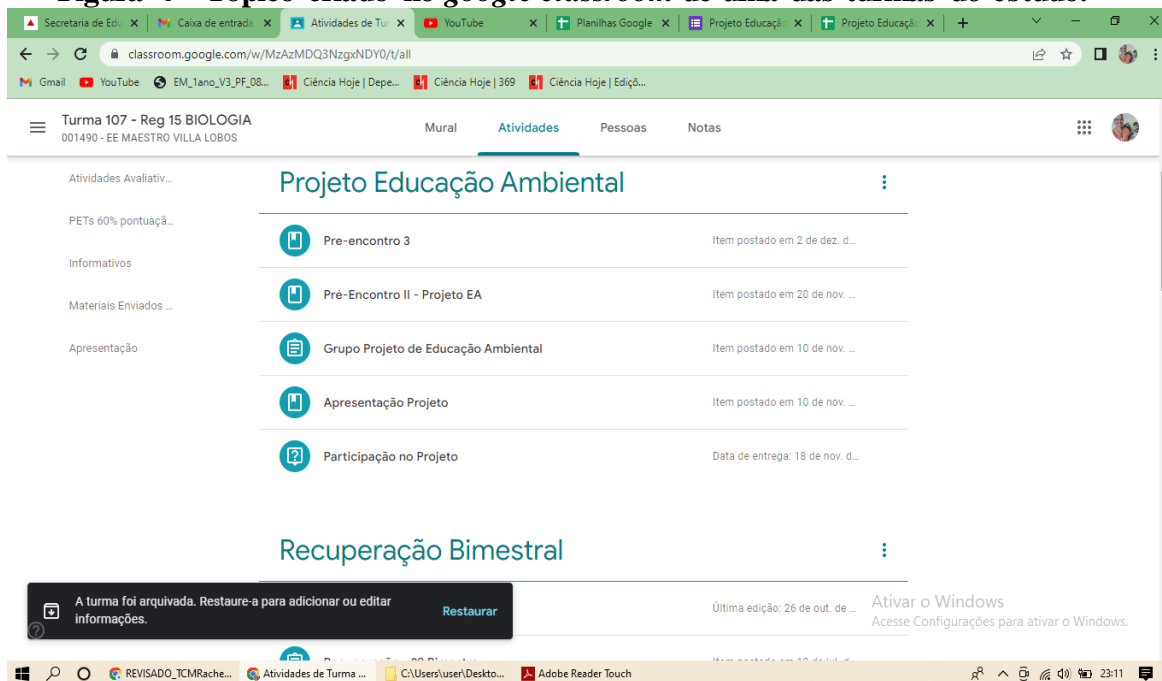 Figura 4 - Tópico criado no google classroom de uma das turmas do estudo.
Secretaria de Edu
Caixa de entrada
Atividades de Tur
YouTube
Planilhas Google
Projeto Educação
Projeto Educação
classroom.google.com/w/MzAzMDQ3NzgxNDY0/t/all
Gmail
YouTube
EM_1ano_V3_PF_08...
Ciência Hoje | Depe...
Ciência Hoje | 369
Ciência Hoje | Ediçõ...
Turma 107 - Reg 15 BIOLOGIA
001490 - EE MAESTRO VILLA LOBOS
Mural
Atividades
Pessoas
Notas
Atividades Avaliativ...
PETs 60% pontuaçã...
Informativos
Materiais Enviados ...
Apresentação
Projeto Educação Ambiental
Pre-encontro 3
Item postado em 2 de dez. d...
Pré-Encontro II - Projeto EA
Item postado em 20 de nov. ...
Grupo Projeto de Educação Ambiental
Item postado em 10 de nov. ...
Apresentação Projeto
Item postado em 10 de nov. ...
Participação no Projeto
Data de entrega: 18 de nov. d...
Recuperação Bimestral
Última edição: 26 de out. de ...
A turma foi arquivada. Restaure-a para adicionar ou editar
informações.
Restaurar
Ativar o Windows
Acesse Configurações para ativar o Windows.
REVISADO_TCMRache...
Atividades de Turma ...
C:\Users\user\Deskto...
Adobe Reader Touch
23:11